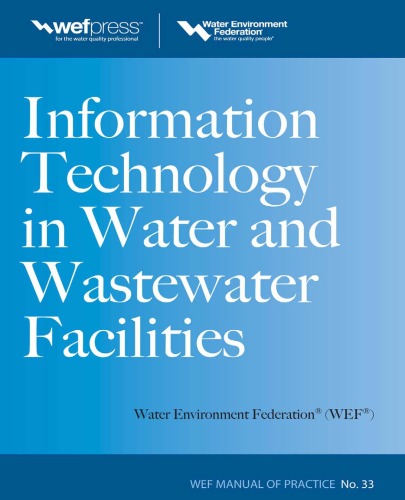 wefpress™
for the water quality professional
Water Environment
Federation®
the water quality people®
Information
Technology
in Water and
Wastewater
Facilities
Water Environment Federation® (WEF®)
WEF MANUAL OF PRACTICE No. 33